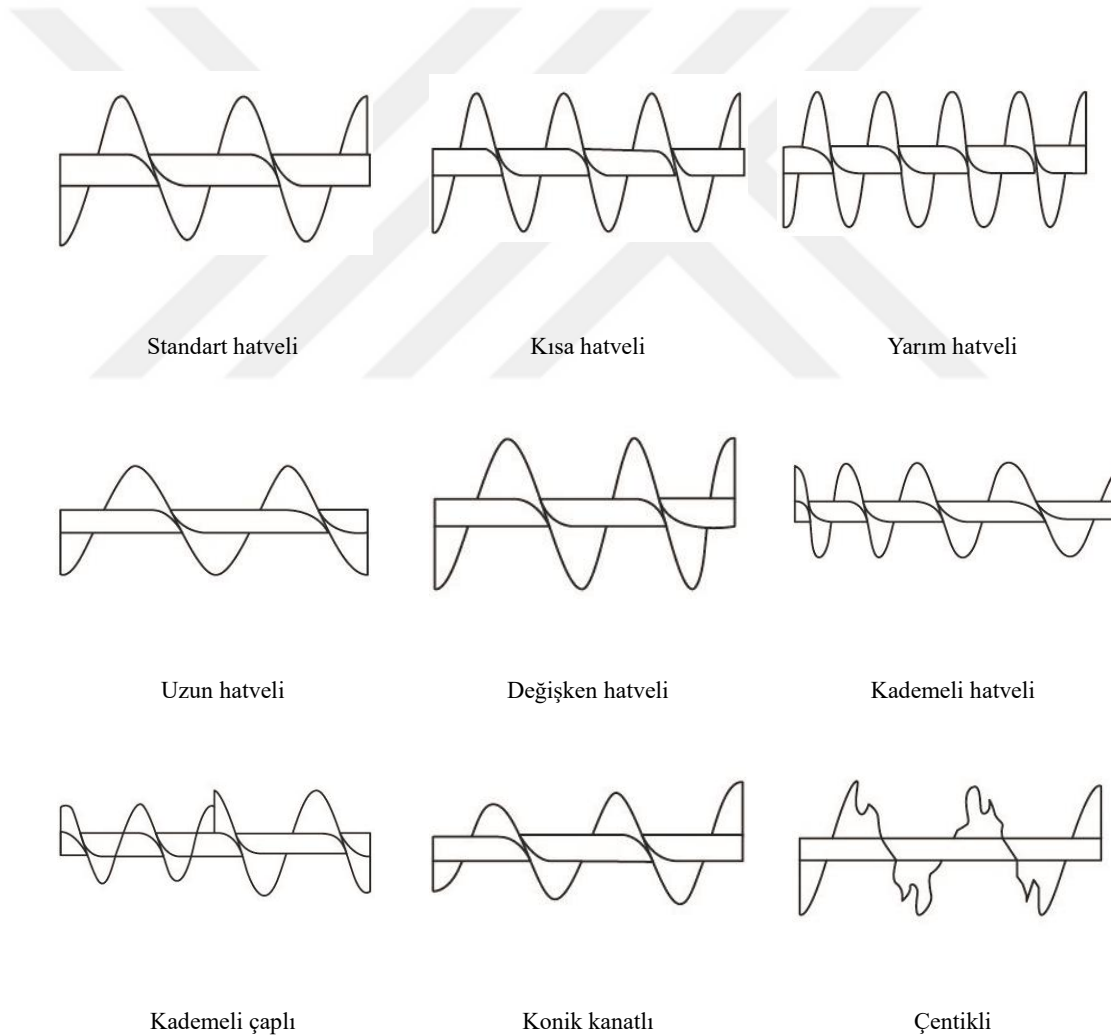 Standart hatveli
Kısa hatveli
Yarım hatveli
Uzun hatveli
Değişken hatveli
Kademeli hatveli
Kademeli çaplı
Konik kanatlı
Çentikli